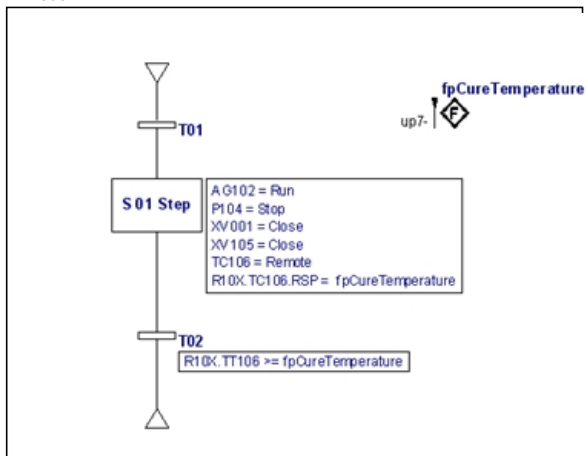 fpCureTemperature
up7-
F
T01
S01 Step
AG102 = Run
P104 = Stop
XV001 = Close
XV105 = Close
TC106 = Remote
R10X.TC106.RSP = fpCureTemperature
T02
R10X.TT106 >= fpCureTemperature